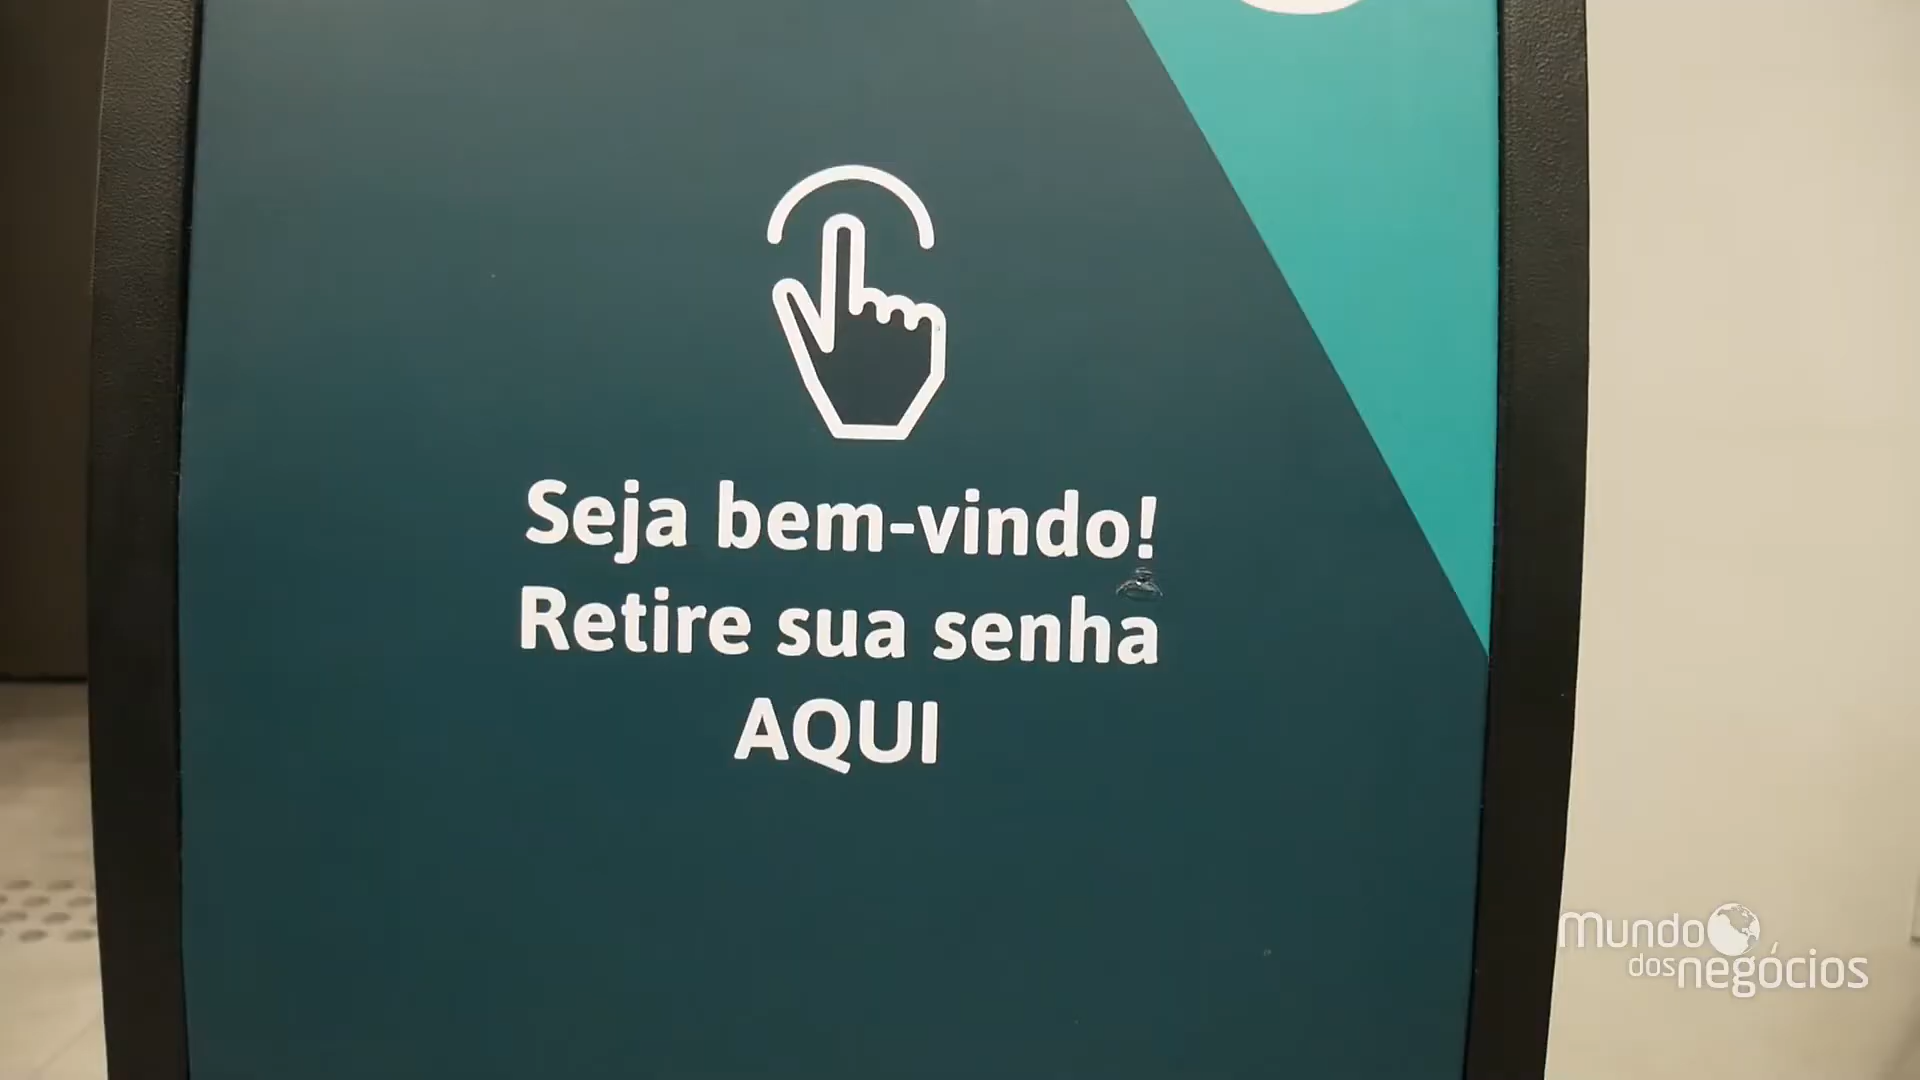 Seja bem-vindo!
Retire sua senha
AQUI
Mundo
dos negócios